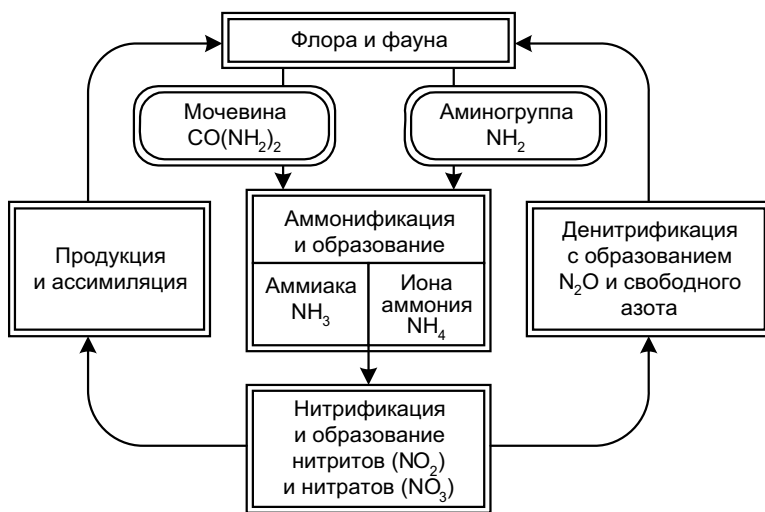 Флора и фауна
Мочевина
CO(NH₂)₂
Аминогруппа
NH₂
Продукция
и ассимиляция
Аммонификация
и образование
Аммиака
NH₃
Иона
аммония
NH₄
Денитрификация
с образованием
N₂O и свободного
азота
Нитрификация
и образование
нитритов (NO₂)
и нитратов (NO₃)